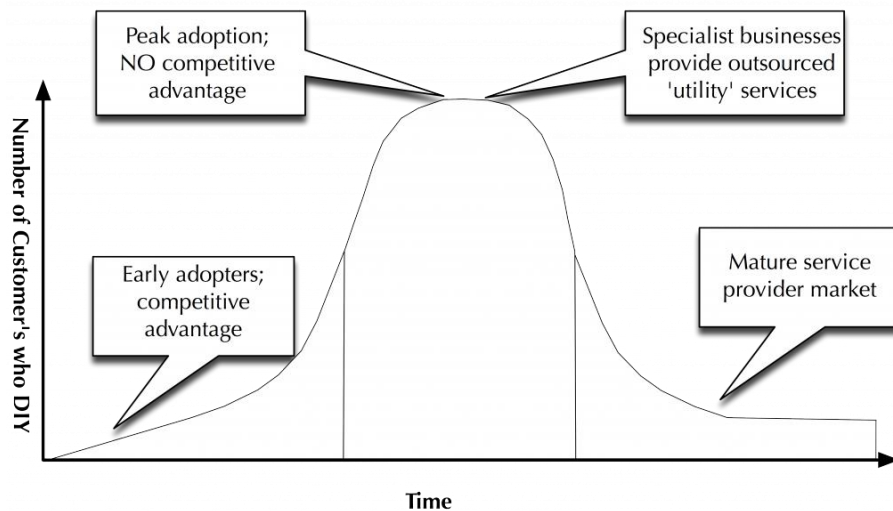 Peak adoption;
NO competitive
advantage
Specialist businesses
provide outsourced
'utility' services
Number of Customer's who DIY
Early adopters;
competitive
advantage
Mature service
provider market
Time